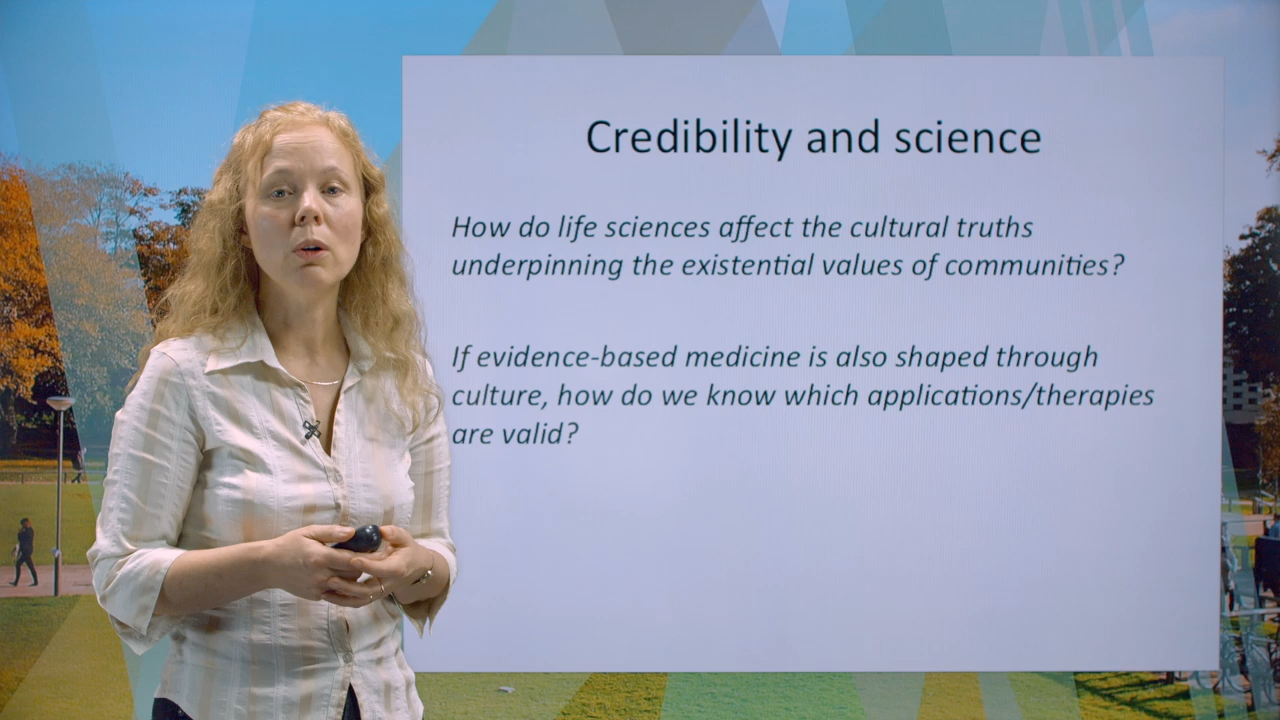 Credibility and science
How do life sciences affect the cultural truths
underpinning the existential values of communities?
If evidence-based medicine is also shaped through
culture, how do we know which applications/therapies
are valid?